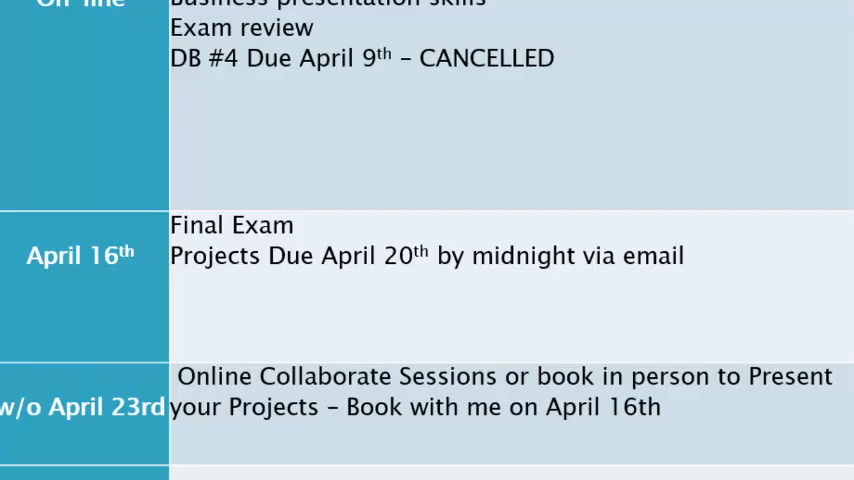 On-line
Business presentation skills
Exam review
DB #4 Due April 9th – CANCELLED
April 16th
Final Exam
Projects Due April 20th by midnight via email
w/o April 23rd
Online Collaborate Sessions or book in person to Present
your Projects – Book with me on April 16th